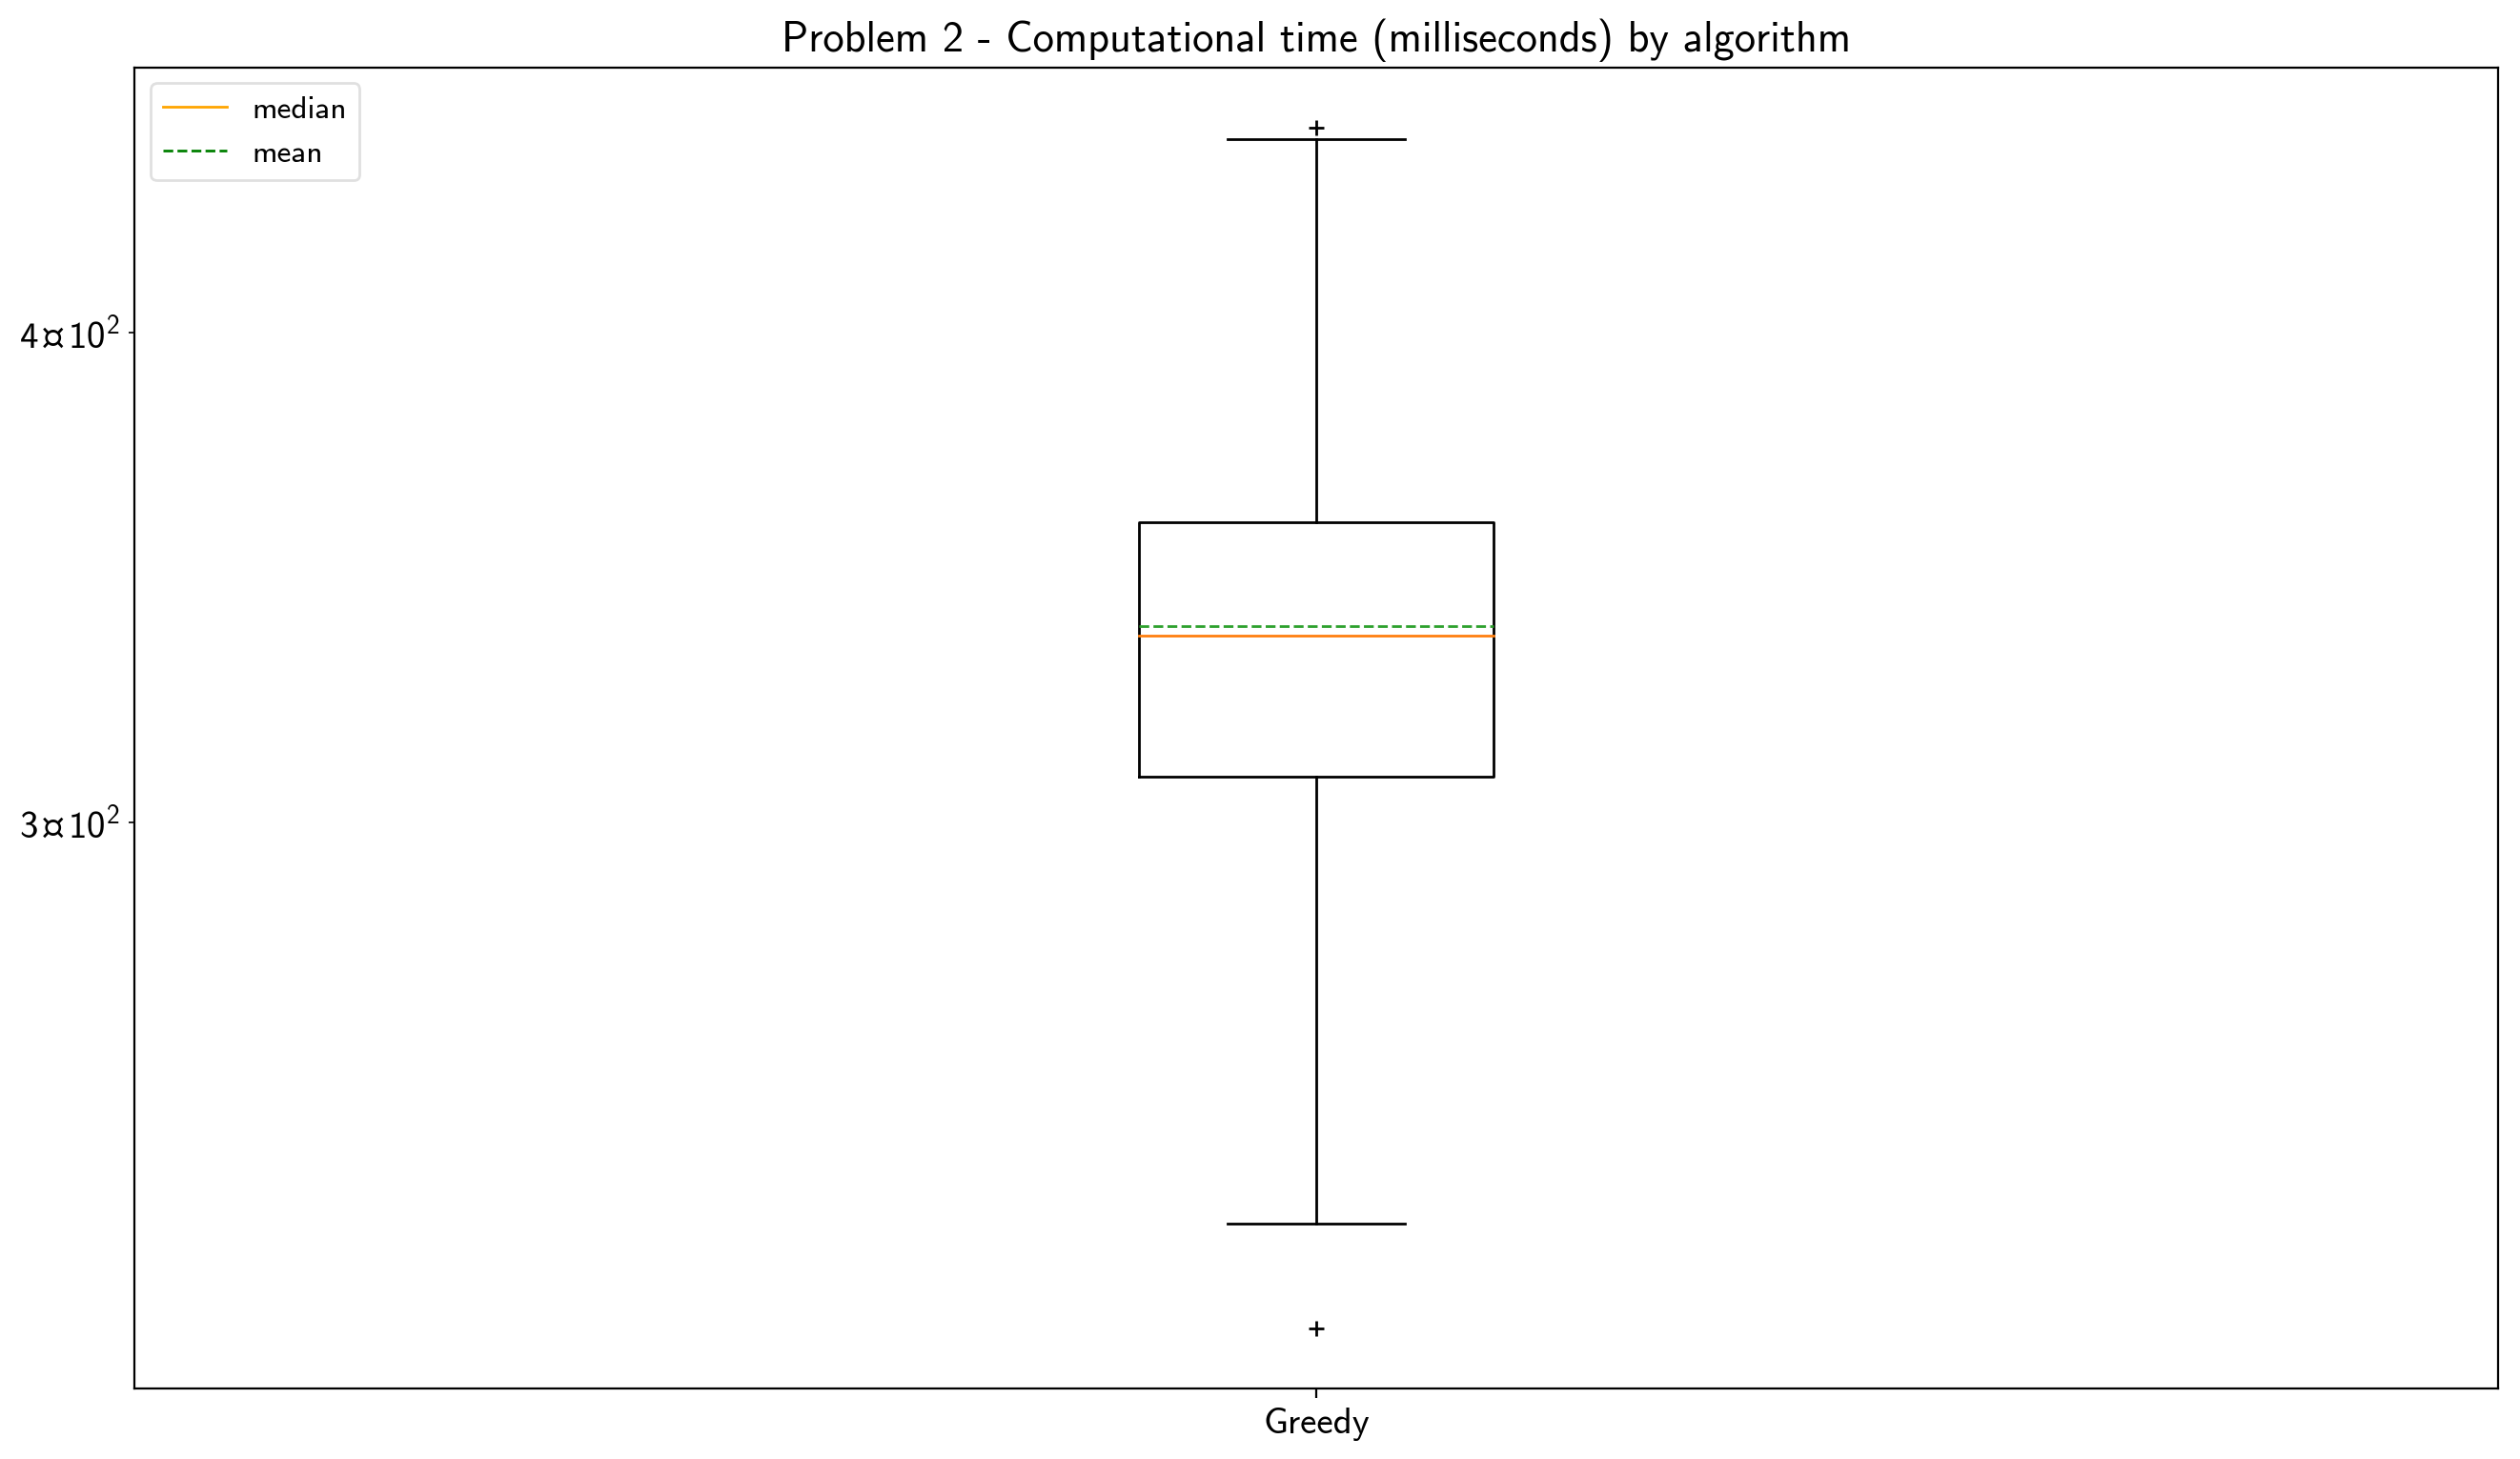 Problem 2 - Computational time (milliseconds) by algorithm
median
mean
4¤10²
3¤10²
Greedy